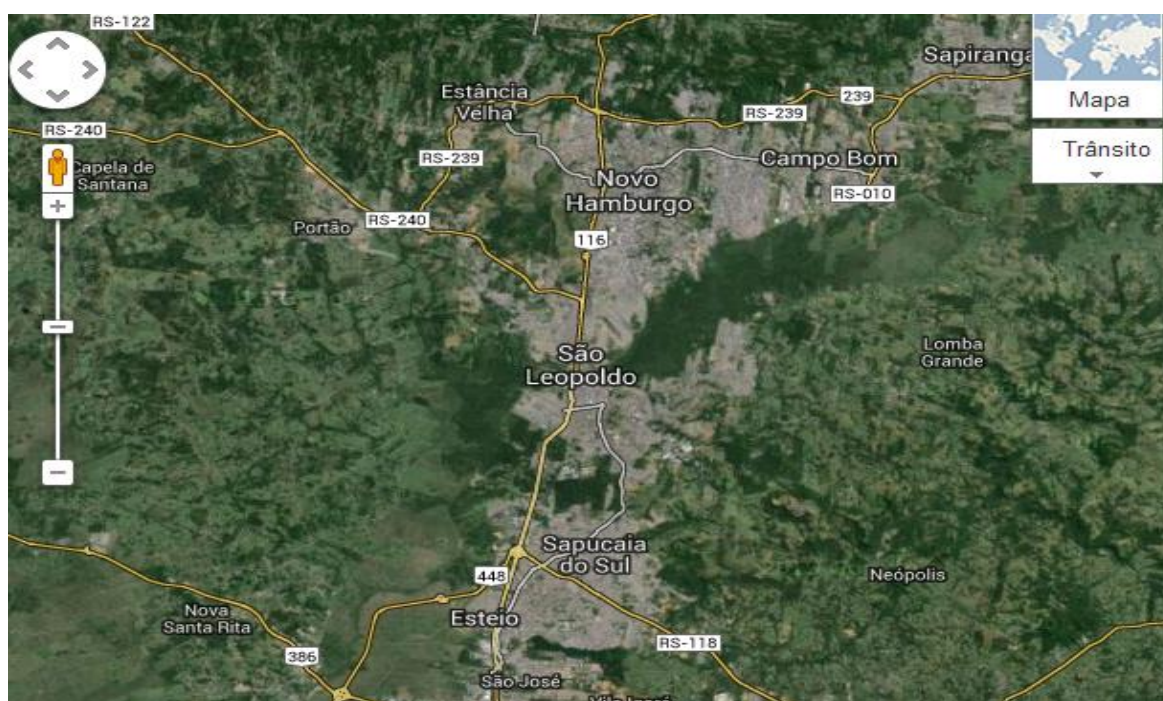 RS-122
Sapiranga
Mapa
Estância
Velha
239
RS-239
RS-240
Trânsito
Capela de
Santana
RS-239
Campo Bom
Novo
Hamburgo
RS-010
RS-240
Portão
116
São
Leopoldo
Lomba
Grande
Sapucaia
do Sul
448
Neópolis
Nova
Santa Rita
Esteio
RS-118
386
São José